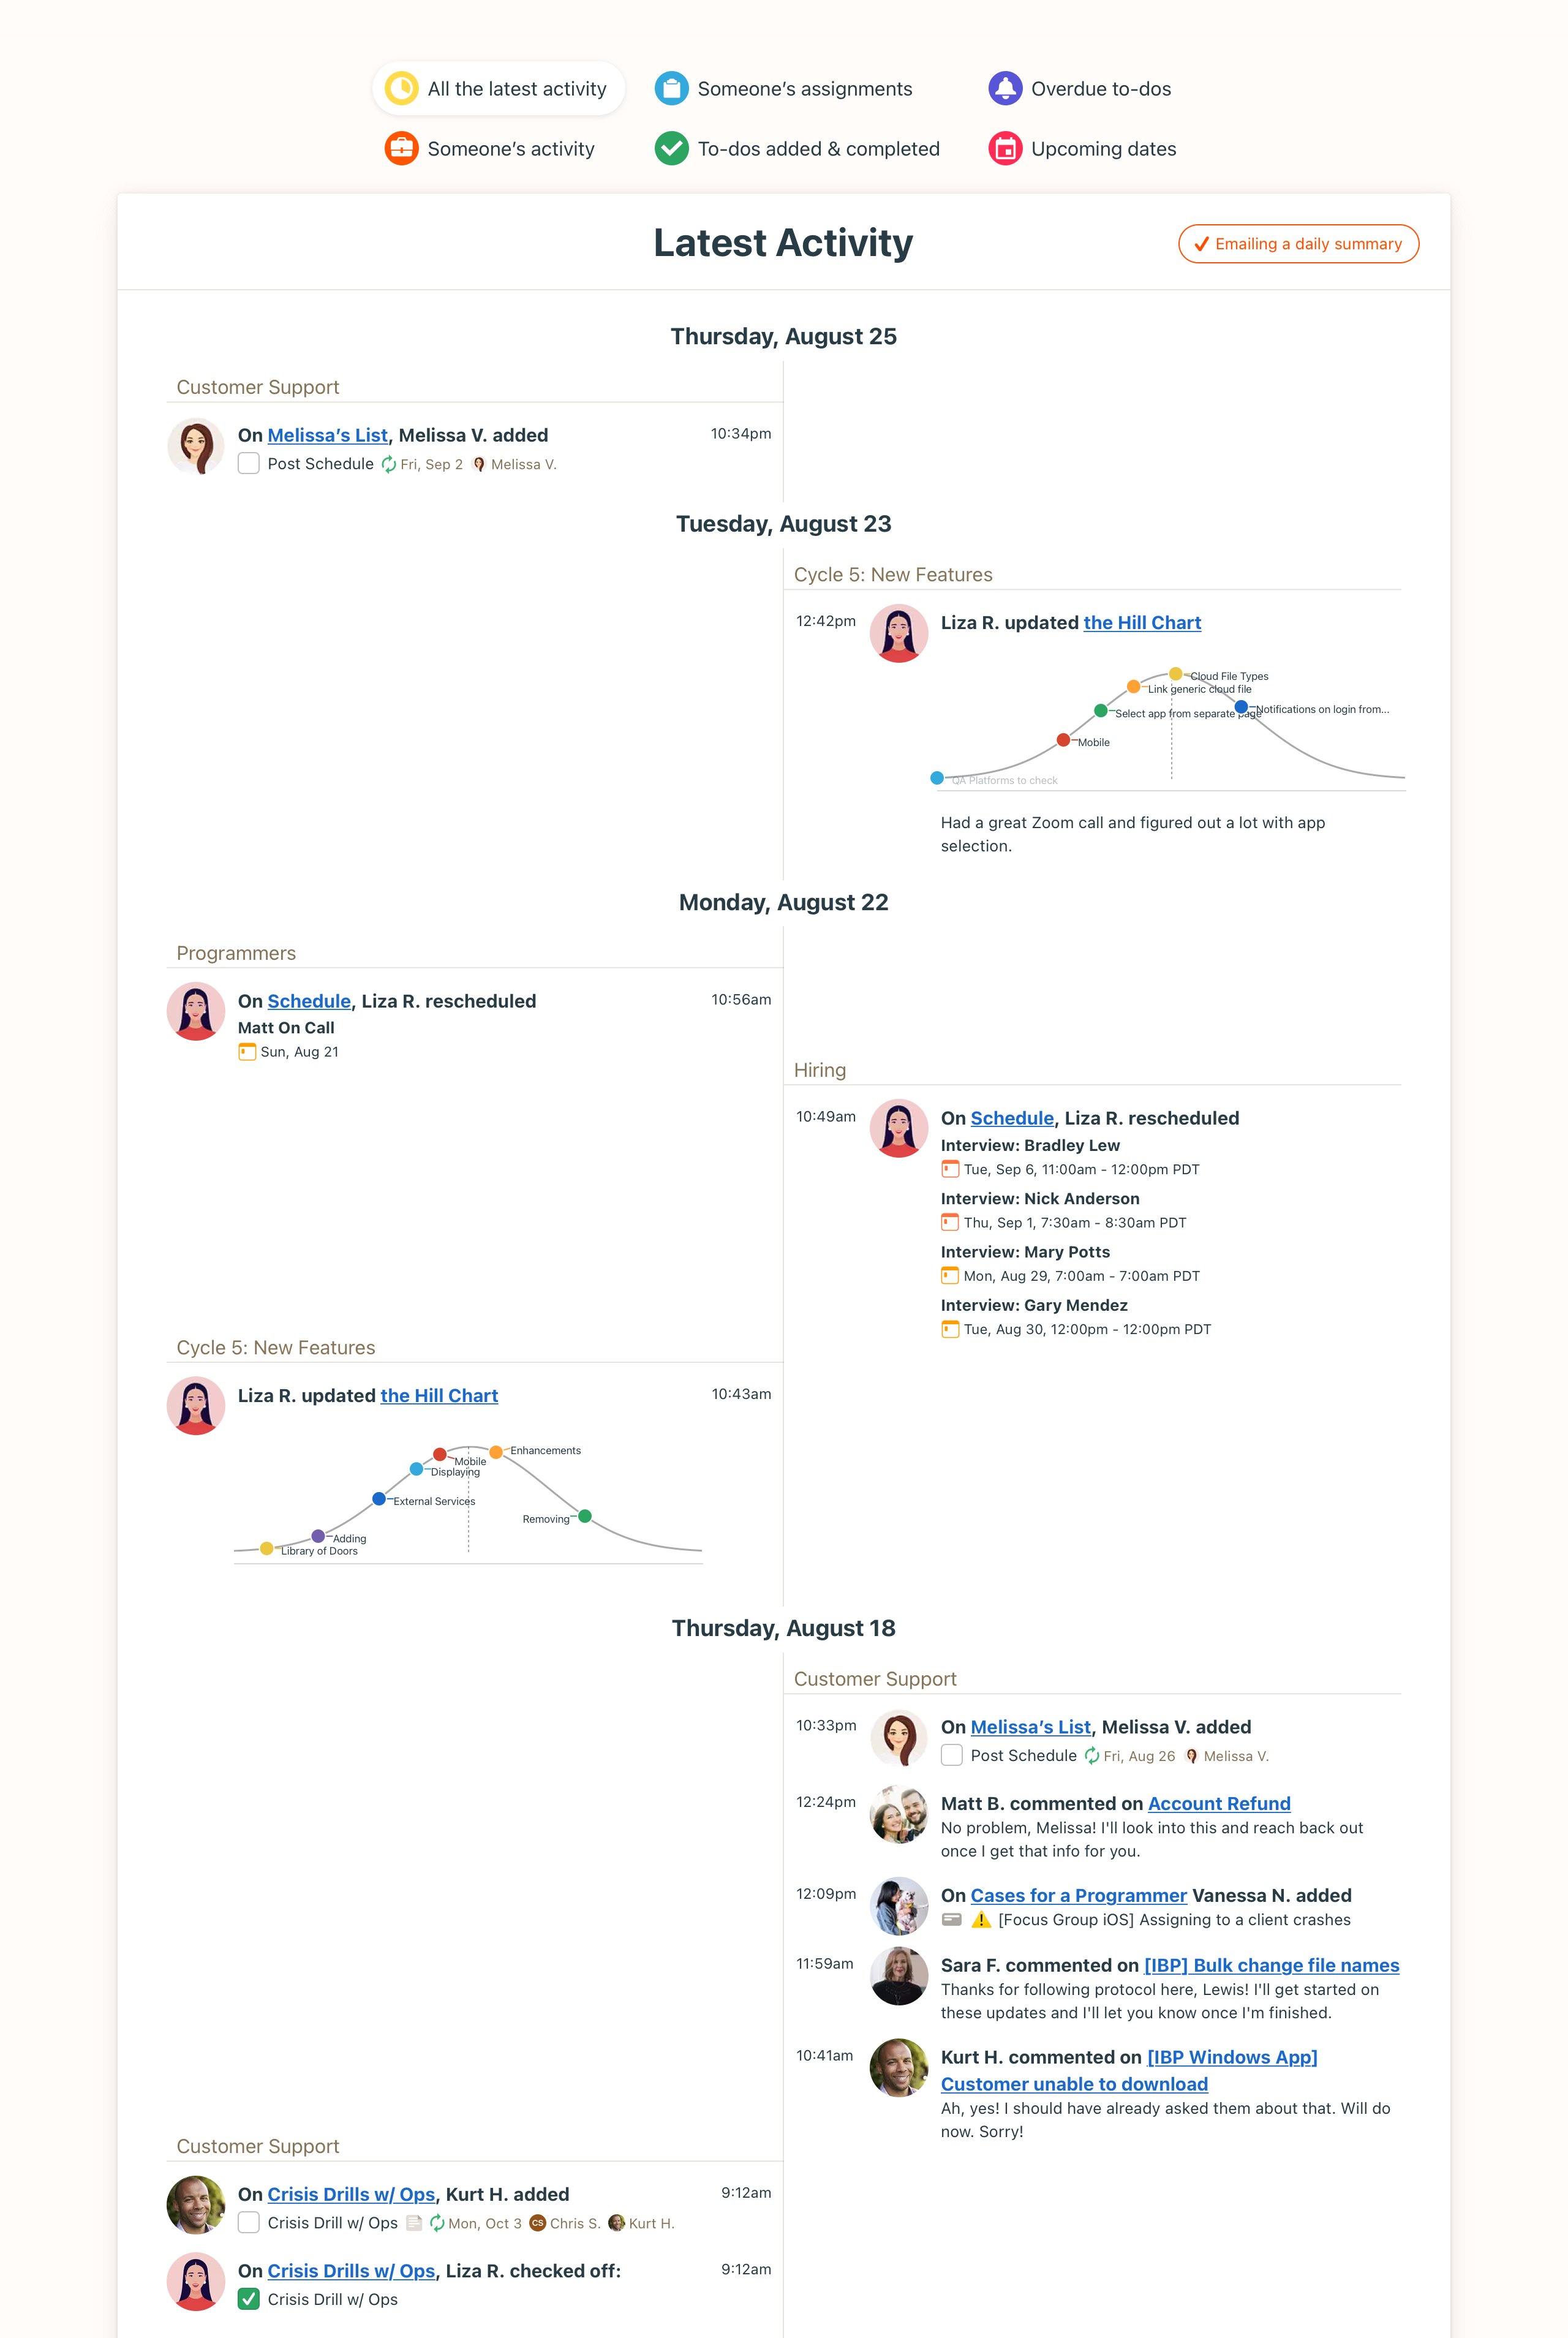 All the latest activity
Someone’s assignments
Overdue to-dos
Someone’s activity
To-dos added & completed
Upcoming dates
Latest Activity
Emailing a daily summary
Thursday, August 25
Customer Support
On Melissa’s List, Melissa V. added
10:34pm
Post Schedule Fri, Sep 2 Melissa V.
Tuesday, August 23
Cycle 5: New Features
12:42pm
Liza R. updated the Hill Chart
Cloud File Types
Link generic cloud file
Notifications on login from...
Select app from separate page
Mobile
QA Platforms to check
Had a great Zoom call and figured out a lot with app
selection.
Monday, August 22
Programmers
On Schedule, Liza R. rescheduled
10:56am
Matt On Call
Sun, Aug 21
Hiring
10:49am
On Schedule, Liza R. rescheduled
Interview: Bradley Lew
Tue, Sep 6, 11:00am - 12:00pm PDT
Interview: Nick Anderson
Thu, Sep 1, 7:30am - 8:30am PDT
Interview: Mary Potts
Mon, Aug 29, 7:00am - 7:00am PDT
Interview: Gary Mendez
Tue, Aug 30, 12:00pm - 12:00pm PDT
Cycle 5: New Features
Liza R. updated the Hill Chart
10:43am
Enhancements
Mobile
Displaying
External Services
Removing
Adding
Library of Doors
Thursday, August 18
Customer Support
10:33pm
On Melissa’s List, Melissa V. added
Post Schedule Fri, Aug 26 Melissa V.
12:24pm
Matt B. commented on Account Refund
No problem, Melissa! I'll look into this and reach back out
once I get that info for you.
12:09pm
On Cases for a Programmer Vanessa N. added
[Focus Group iOS] Assigning to a client crashes
11:59am
Sara F. commented on [IBP] Bulk change file names
Thanks for following protocol here, Lewis! I'll get started on
these updates and I'll let you know once I'm finished.
10:41am
Kurt H. commented on [IBP Windows App]
Customer unable to download
Ah, yes! I should have already asked them about that. Will do
now. Sorry!
Customer Support
On Crisis Drills w/ Ops, Kurt H. added
9:12am
Crisis Drill w/ Ops Mon, Oct 3 CS Chris S. Kurt H.
On Crisis Drills w/ Ops, Liza R. checked off:
9:12am
Crisis Drill w/ Ops